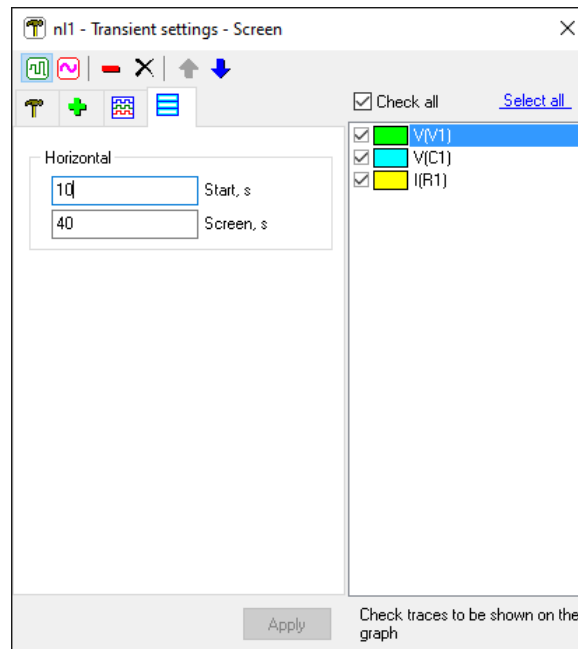 nl1 - Transient settings - Screen
Check all
Select all
Horizontal
10
Start, s
40
Screen, s
V(V1)
V(C1)
I(R1)
Apply
Check traces to be shown on the
graph